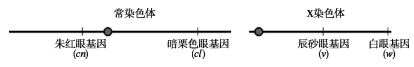 常染色体
X染色体
朱红眼基因
(cn)
暗栗色眼基因
(cl)
辰砂眼基因
(v)
白眼基因
(w)